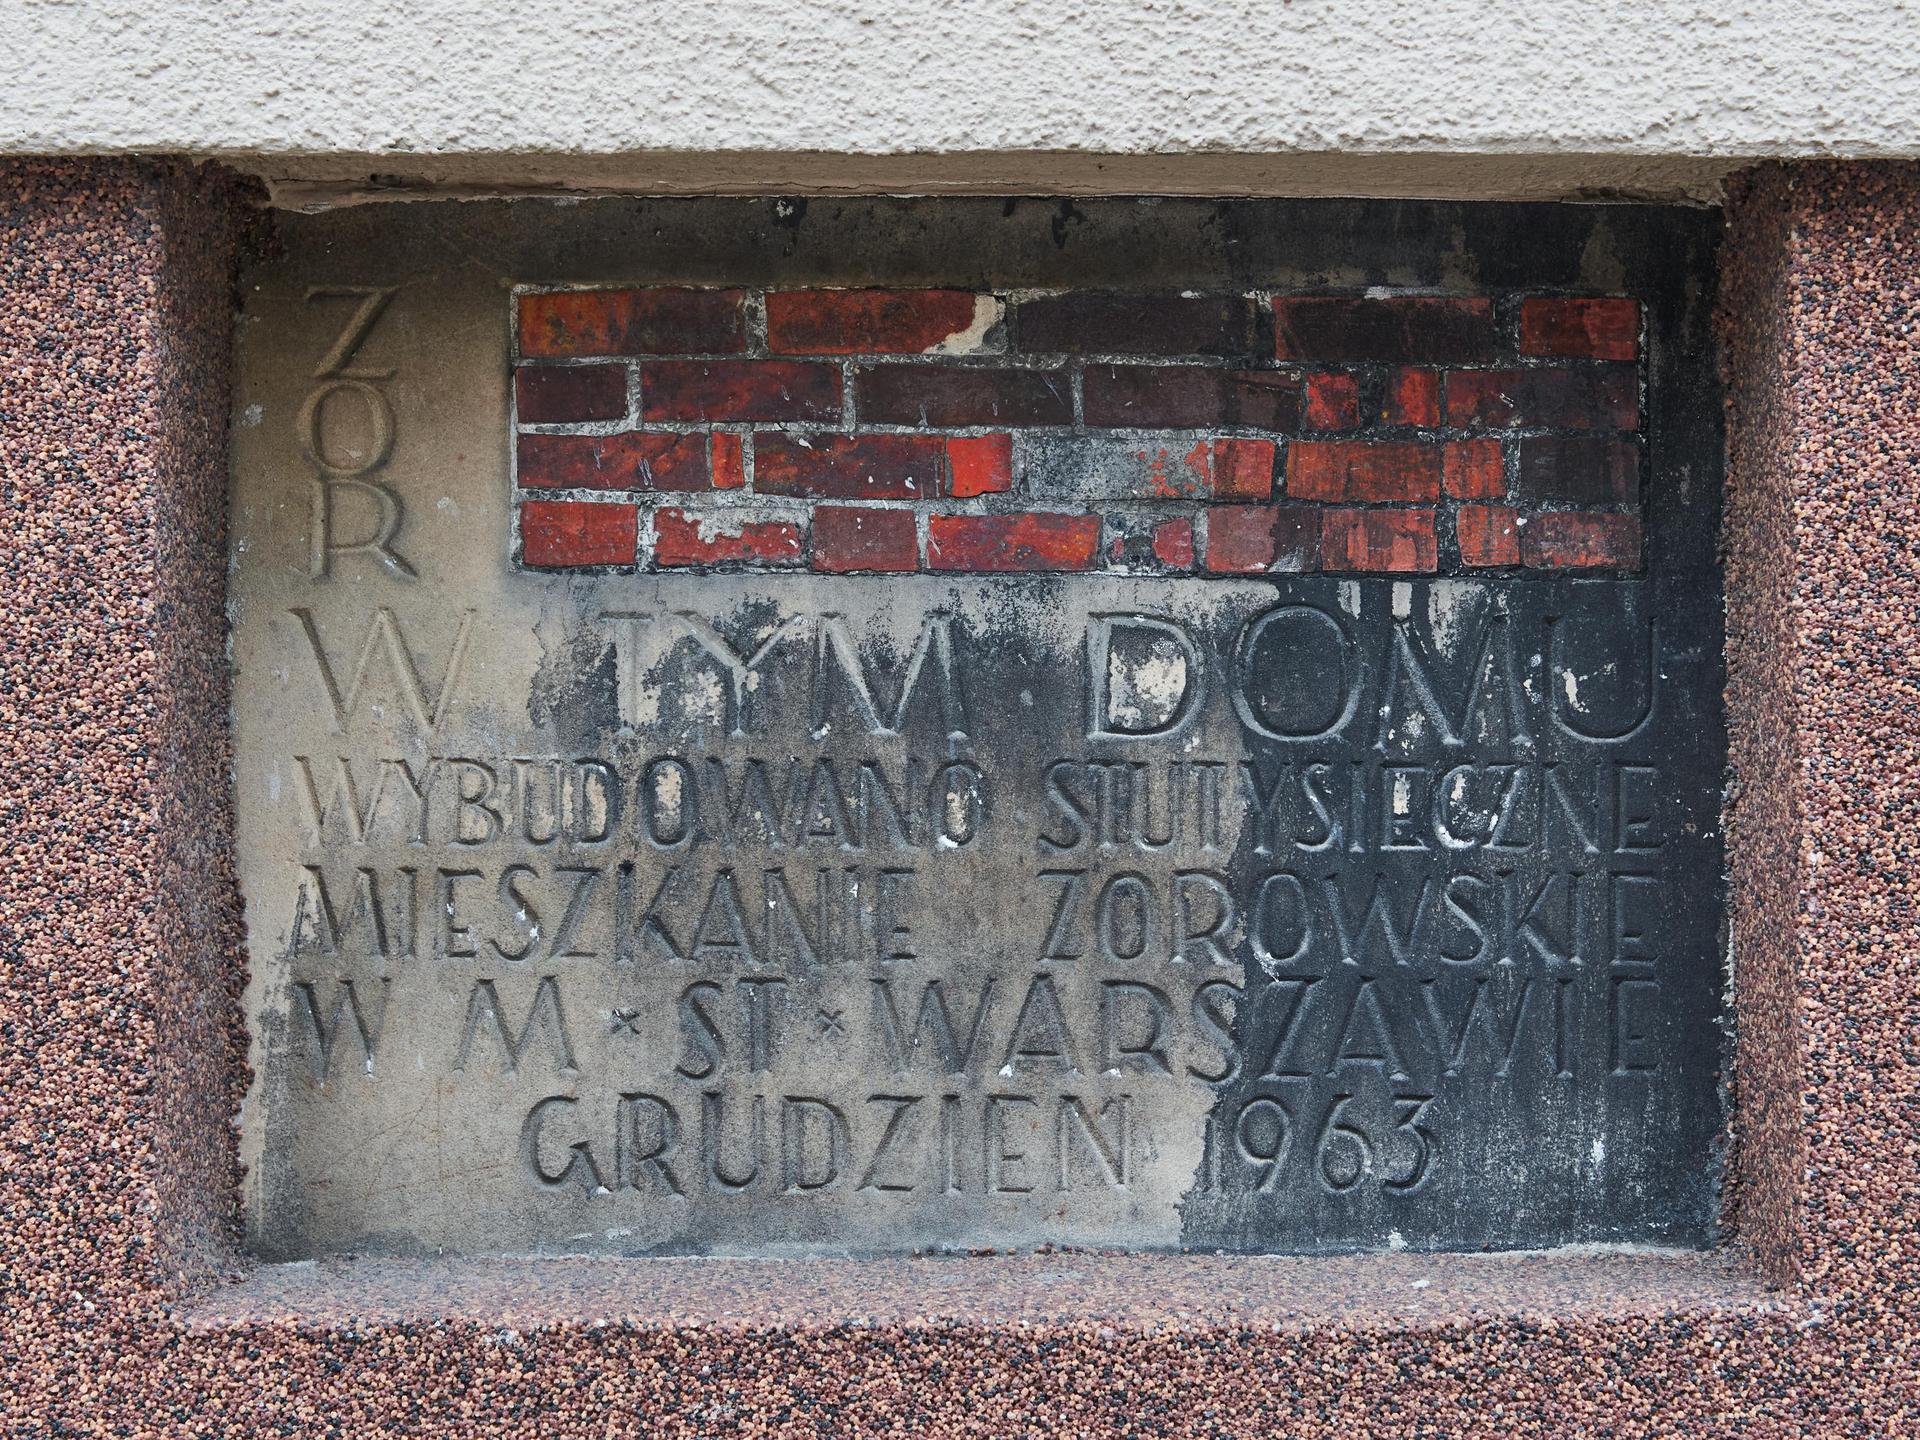 ZOR
W TYM DOMU
WYBUDOWANO STUTYSIĘCZNE
MIESZKANIE ZOROWSKIE
W M × ST × WARSZAWIE
GRUDZIEŃ 1963